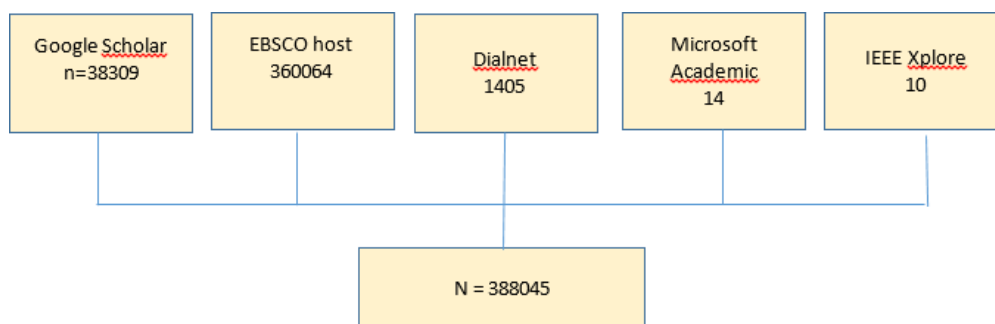 Google Scholar
n=38309
EBSCO host
360064
Dialnet
1405
Microsoft
Academic
14
IEEE Xplore
10
N = 388045